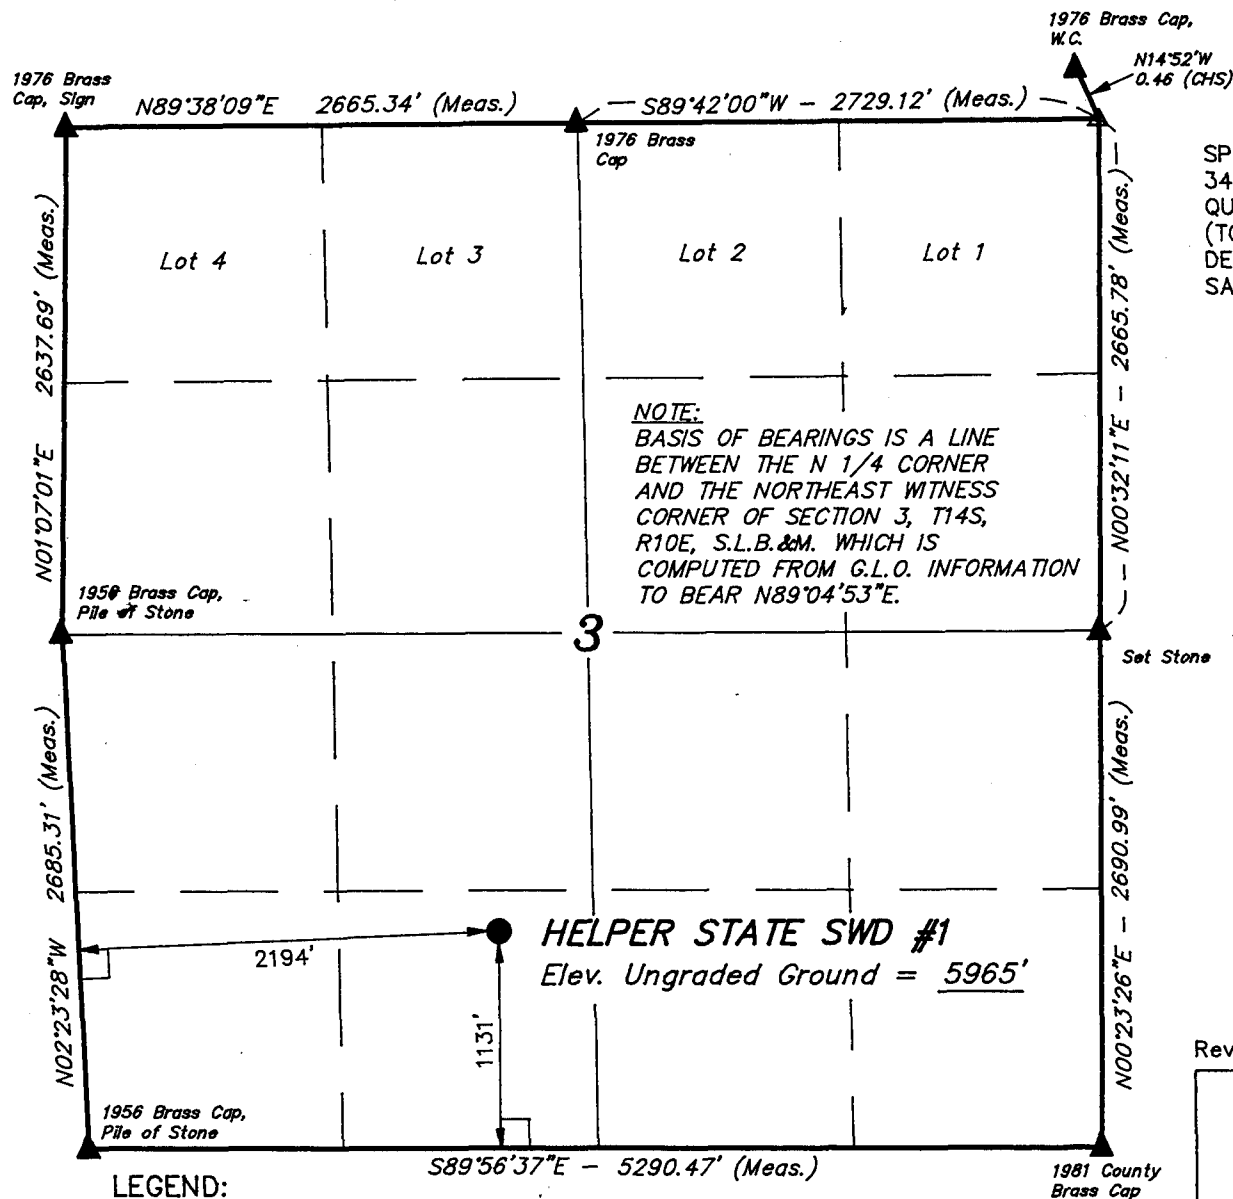 1976 Brass Cap,
W.C.
N14°52'W
0.46 (CHS)
1976 Brass
Cap, Sign
N89°38'09"E 2665.34' (Meas.)
S89°42'00"W - 2729.12' (Meas.)
1976 Brass
Cap
SP
34
QU
(TO
DE
SA
Lot 4
Lot 3
Lot 2
Lot 1
N01°07'01"E 2637.69' (Meas.)
N00°32'11"E - 2665.78' (Meas.)
NOTE:
BASIS OF BEARINGS IS A LINE
BETWEEN THE N 1/4 CORNER
AND THE NORTHEAST WITNESS
CORNER OF SECTION 3, T14S,
R10E, S.L.B.&M. WHICH IS
COMPUTED FROM G.L.O. INFORMATION
TO BEAR N89°04'53"E.
Brass Cap,
Pile of Stone
3
Set Stone
N02°23'28"W 2685.31' (Meas.)
N00°23'26"E - 2690.99' (Meas.)
HELPER STATE SWD #1
Elev. Ungraded Ground = 5965'
2194'
1131'
Rev
1956 Brass Cap,
Pile of Stone
S89°56'37"E - 5290.47' (Meas.)
1981 County
Brass Cap
LEGEND: